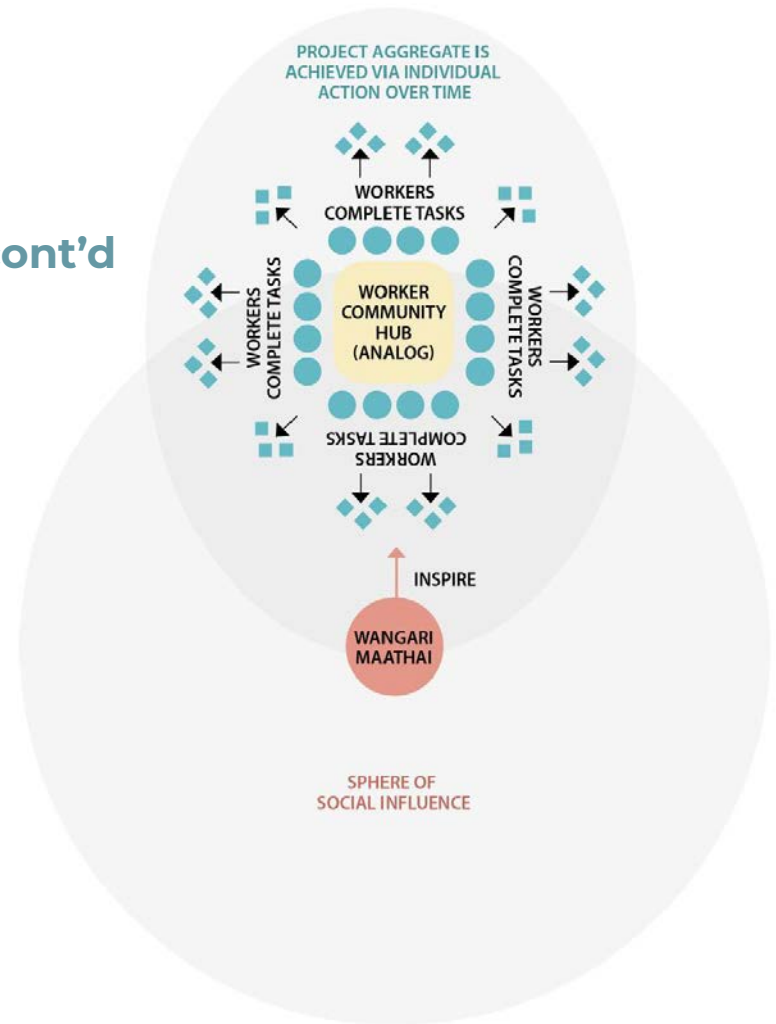 PROJECT AGGREGATE IS
ACHIEVED VIA INDIVIDUAL
ACTION OVER TIME
WORKERS
COMPLETE TASKS
ont’d
WORKERS
COMPLETE TASKS
WORKER
COMMUNITY
HUB
(ANALOG)
WORKERS
COMPLETE TASKS
WORKERS
COMPLETE TASKS
INSPIRE
WANGARI
MAATHAI
SPHERE OF
SOCIAL INFLUENCE